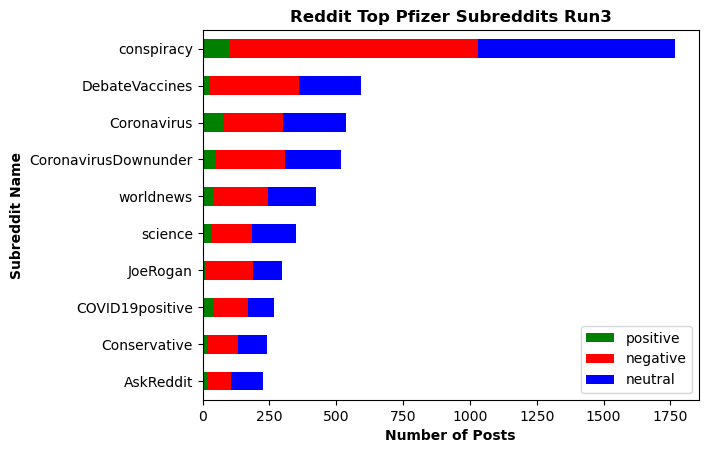 Reddit Top Pfizer Subreddits Run3
Subreddit Name
conspiracy
DebateVaccines
Coronavirus
CoronavirusDownunder
worldnews
science
JoeRogan
COVID19positive
Conservative
AskReddit
positive
negative
neutral
0 250 500 750 1000 1250 1500 1750
Number of Posts